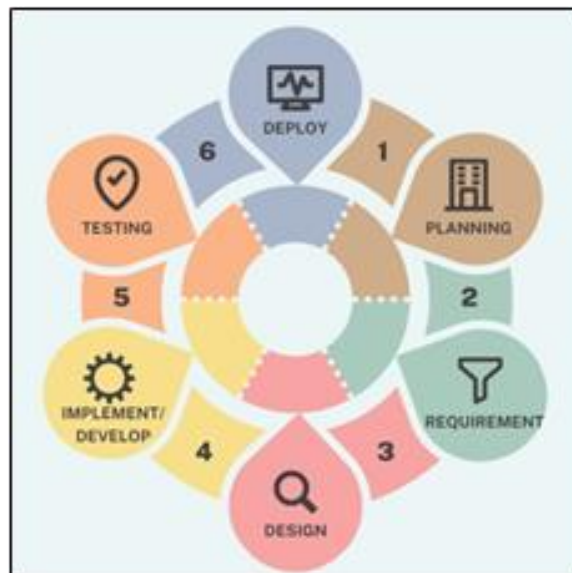 DEPLOY
1
PLANNING
2
REQUIREMENT
3
DESIGN
4
IMPLEMENT/
DEVELOP
5
TESTING
6